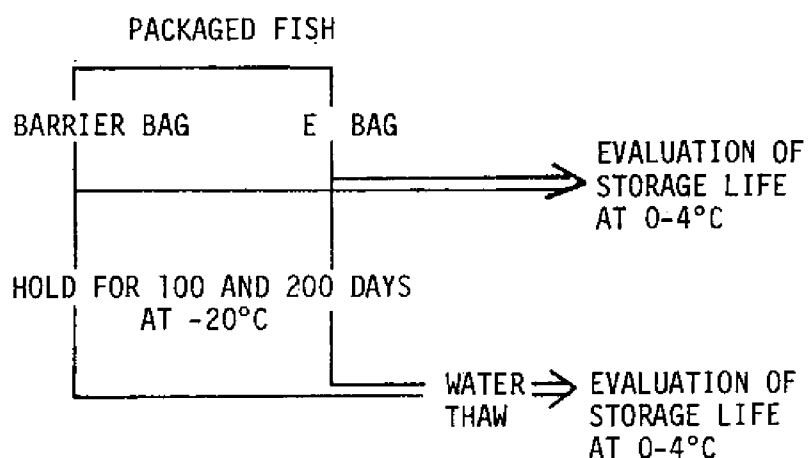 PACKAGED FISH
BARRIER BAG
E BAG
EVALUATION OF
STORAGE LIFE
AT 0-4°C
HOLD FOR 100 AND 200 DAYS
AT -20°C
WATER
THAW
EVALUATION OF
STORAGE LIFE
AT 0-4°C